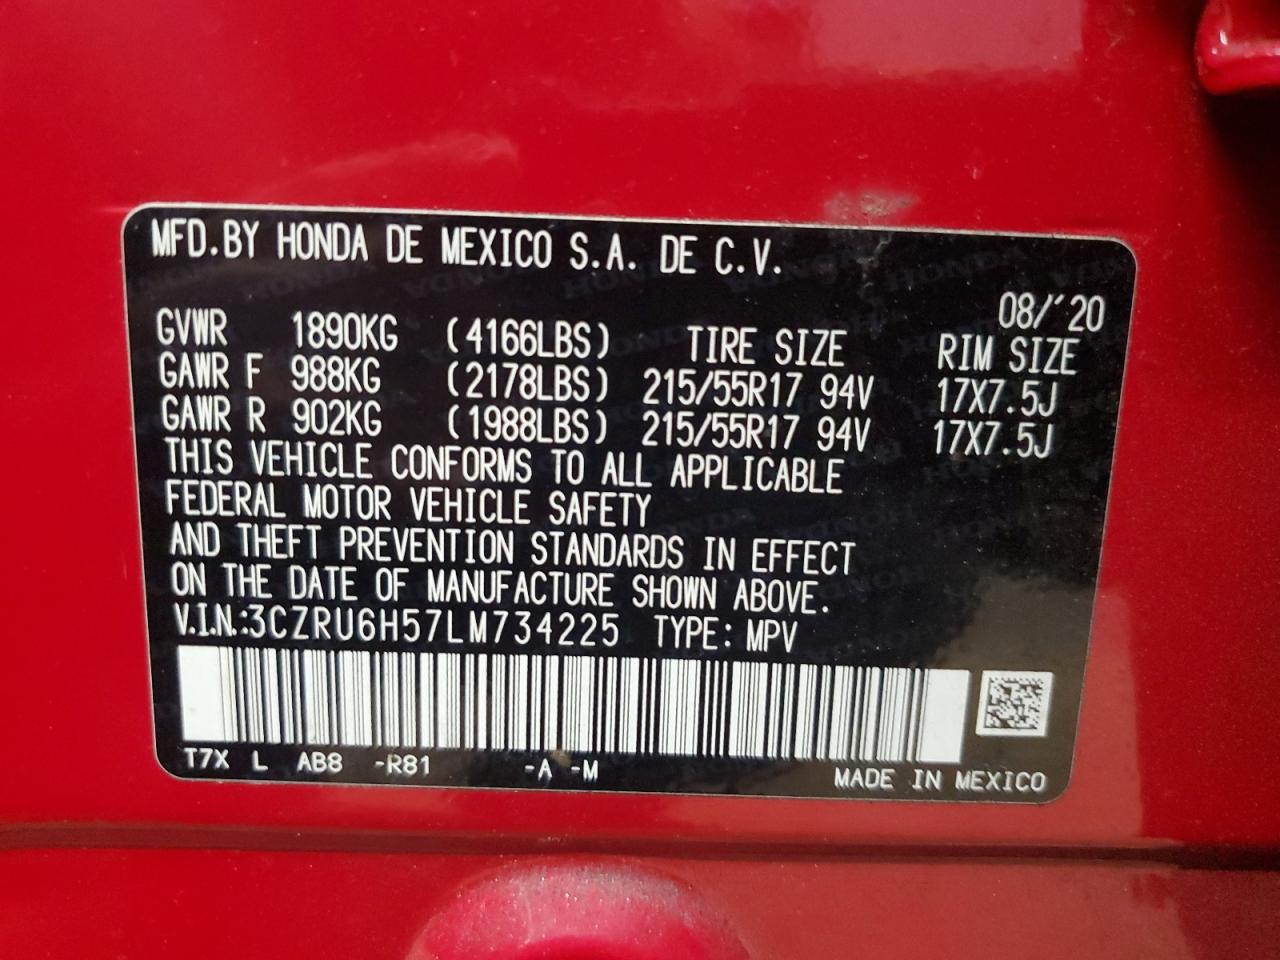 MFD.BY HONDA DE MEXICO S.A. DE C.V.
08/'20
GVWR 1890KG (4166LBS) TIRE SIZE RIM SIZE
GAWR F 988KG (2178LBS) 215/55R17 94V 17X7.5J
GAWR R 902KG (1988LBS) 215/55R17 94V 17X7.5J
THIS VEHICLE CONFORMS TO ALL APPLICABLE
FEDERAL MOTOR VEHICLE SAFETY
AND THEFT PREVENTION STANDARDS IN EFFECT
ON THE DATE OF MANUFACTURE SHOWN ABOVE.
V.I.N.:3CZRU6H57LM734225 TYPE: MPV
T7X L AB8 -R81 -A -M MADE IN MEXICO